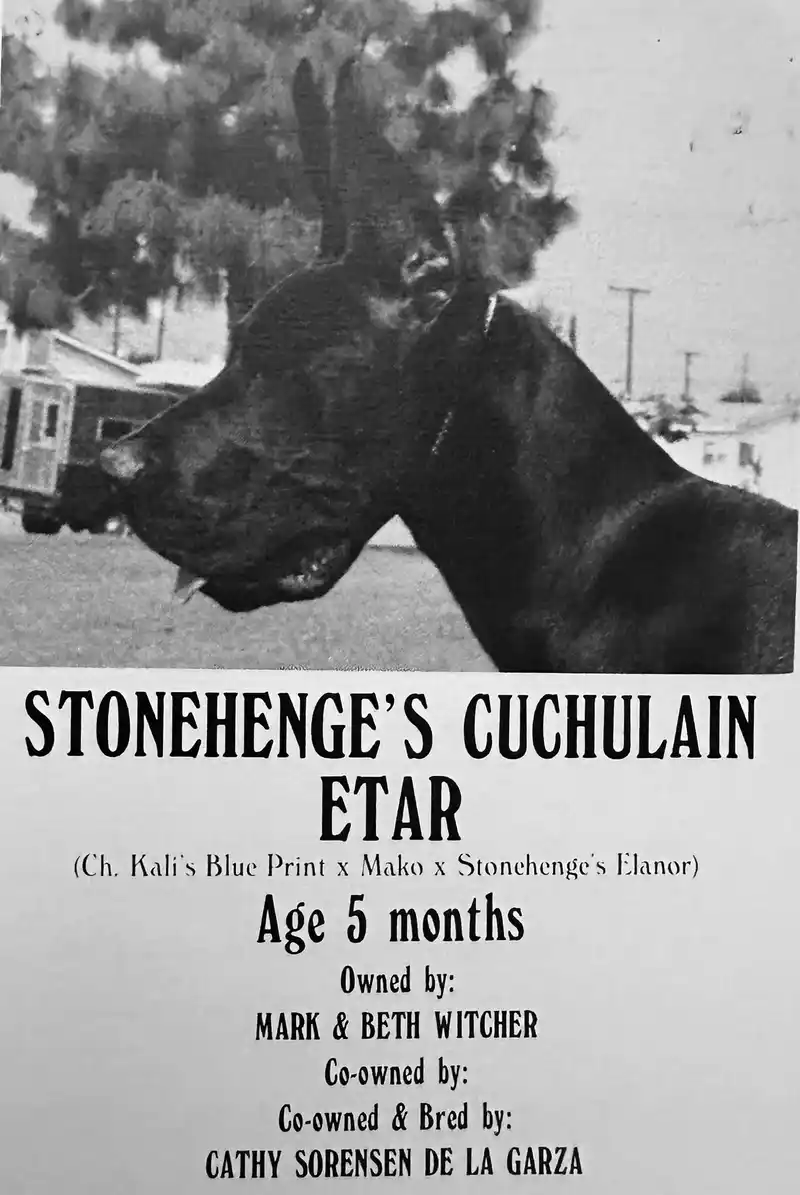 STONEHENGE'S CUCHULAIN
ETAR
(Ch. Kali's Blue Print x Mako x Stonehenge's Elanor)
Age 5 months
Owned by:
MARK & BETH WITCHER
Co-owned by:
Co-owned & Bred by:
CATHY SORENSEN DE LA GARZA